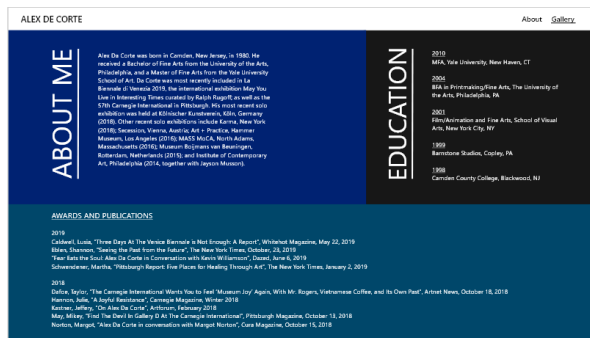 ALEX DE CORTE
About Gallery
ABOUT ME
Alex Da Corte was born in Camden, New Jersey, in 1980. He
received a Bachelor of Fine Arts from the University of the Arts,
Philadelphia, and a Master of Fine Arts from the Yale University
School of Art. Da Corte was most recently included in La
Biennale di Venezia 2019, the international exhibition May You
Live in Interesting Times curated by Ralph Rugoff, as well as the
57th Carnegie International in Pittsburgh. His most recent solo
exhibition was held at Kölnischer Kunstverein, Köln, Germany
(2018). Other recent solo exhibitions include Karma, New York
(2018); Secession, Vienna, Austria; Art + Practice, Hammer
Museum, Los Angeles (2016); MASS MoCA, North Adams,
Massachusetts (2016); Museum Boijmans van Beuningen,
Rotterdam, Netherlands (2015); and Institute of Contemporary
Art, Philadelphia (2014, together with Jayson Musson).
EDUCATION
2010
MFA, Yale University, New Haven, CT
2004
BFA in Printmaking/Fine Arts, The University of
the Arts, Philadelphia, PA
2001
Film/Animation and Fine Arts, School of Visual
Arts, New York City, NY
1999
Barnstone Studios, Copley, PA
1998
Camden County College, Blackwood, NJ
AWARDS AND PUBLICATIONS
2019
Caldwell, Lusia, "Three Days At The Venice Biennale is Not Enough: A Report", Whitehot Magazine, May 22, 2019
Eblen, Shannon, "Seeing the Past from the Future", The New York Times, October, 23, 2019
"Fear Eats the Soul: Alex Da Corte in Conversation with Kevin Williamson", Dazed, June 6, 2019
Schwendener, Martha, "Pittsburgh Report: Five Places for Healing Through Art", The New York Times, January 2, 2019
2018
Dafoe, Taylor, "The Carnegie International Wants You to Feel 'Museum Joy' Again, With Mr. Rogers, Vietnamese Coffee, and Its Own Past", Artnet News, October 18, 2018
Hannon, Julie, "A Joyful Resistance", Carnegie Magazine, Winter 2018
Kastner, Jeffery, "On Alex Da Corte", Artforum, February 2018
May, Mikey, "Find The Devil In Gallery D At The Carnegie International", Pittsburgh Magazine, October 13, 2018
Norton, Margot, "Alex Da Corte in conversation with Margot Norton", Cura Magazine, October 15, 2018